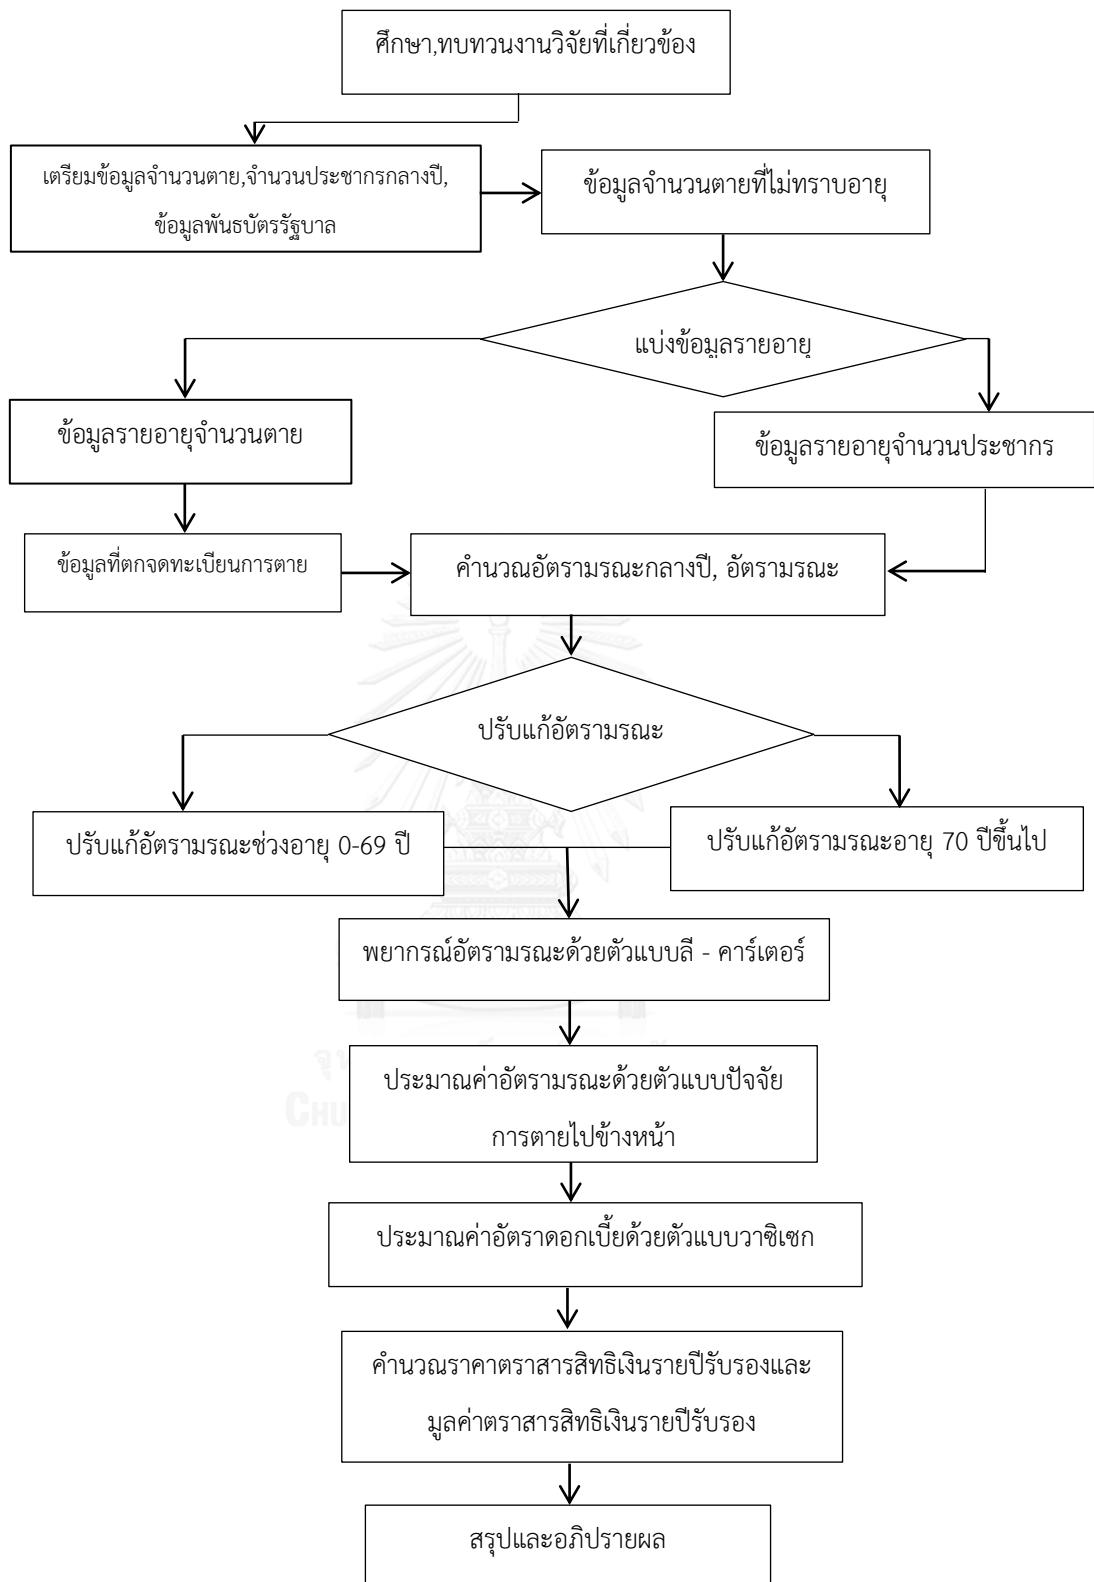 ศึกษา,ทบทวนงานวิจัยที่เกี่ยวข้อง
เตรียมข้อมูลจำนวนตาย,จำนวนประชากรกลางปี,
ข้อมูลพันธบัตรรัฐบาล
ข้อมูลจำนวนตายที่ไม่ทราบอายุ
แบ่งข้อมูลรายอายุ
ข้อมูลรายอายุจำนวนตาย
ข้อมูลรายอายุจำนวนประชากร
ข้อมูลที่ตกจดทะเบียนการตาย
คำนวณอัตรามรณะกลางปี, อัตรามรณะ
ปรับแก้อัตรามรณะ
ปรับแก้อัตรามรณะช่วงอายุ 0-69 ปี
ปรับแก้อัตรามรณะอายุ 70 ปีขึ้นไป
พยากรณ์อัตรามรณะด้วยตัวแบบลี - คาร์เตอร์
ประมาณค่าอัตรามรณะด้วยตัวแบบปัจจัย
การตายไปข้างหน้า
ประมาณค่าอัตราดอกเบี้ยด้วยตัวแบบวาซิเซก
คำนวณราคาตราสารสิทธิเงินรายปีรับรองและ
มูลค่าตราสารสิทธิเงินรายปีรับรอง
สรุปและอภิปรายผล